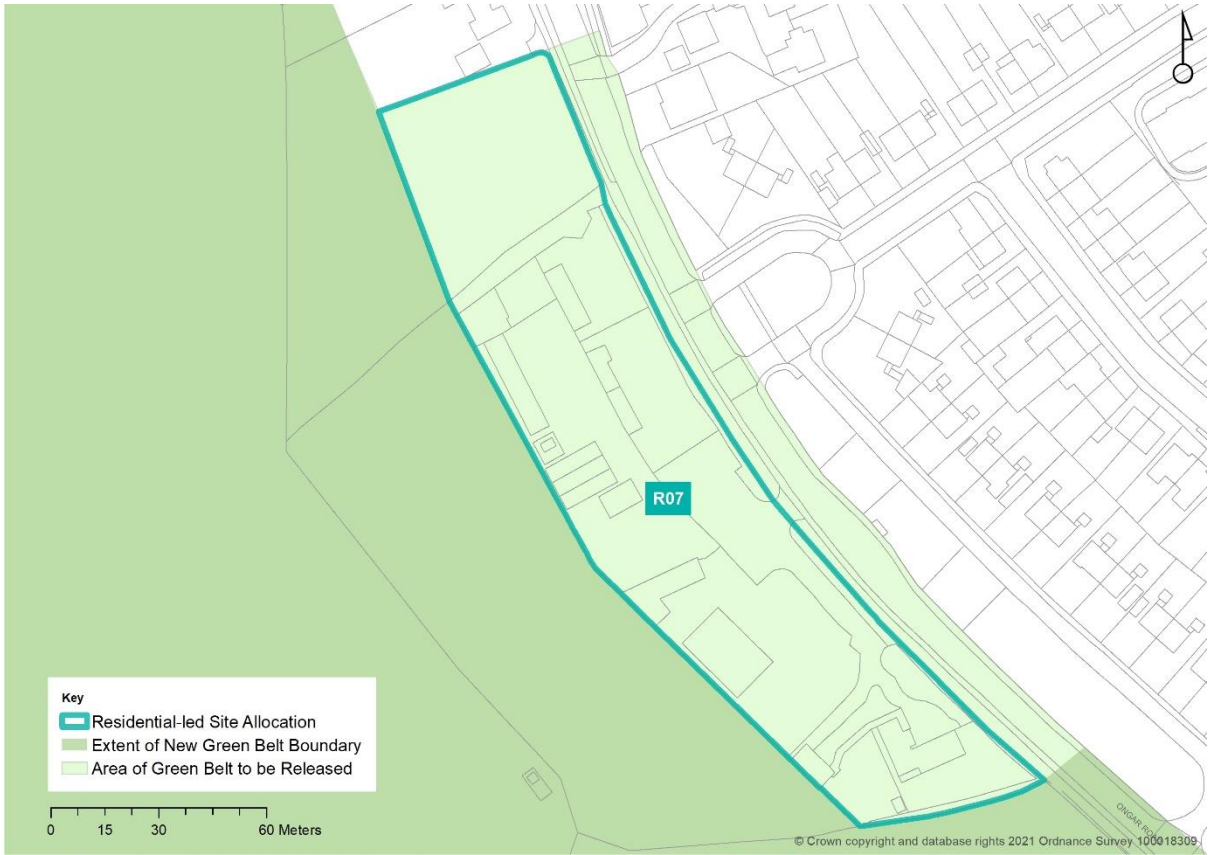 R07
Key
Residential-led Site Allocation
Extent of New Green Belt Boundary
Area of Green Belt to be Released
0 15 30 60 Meters
ONGAR ROAD
© Crown copyright and database rights 2021 Ordnance Survey 100018309